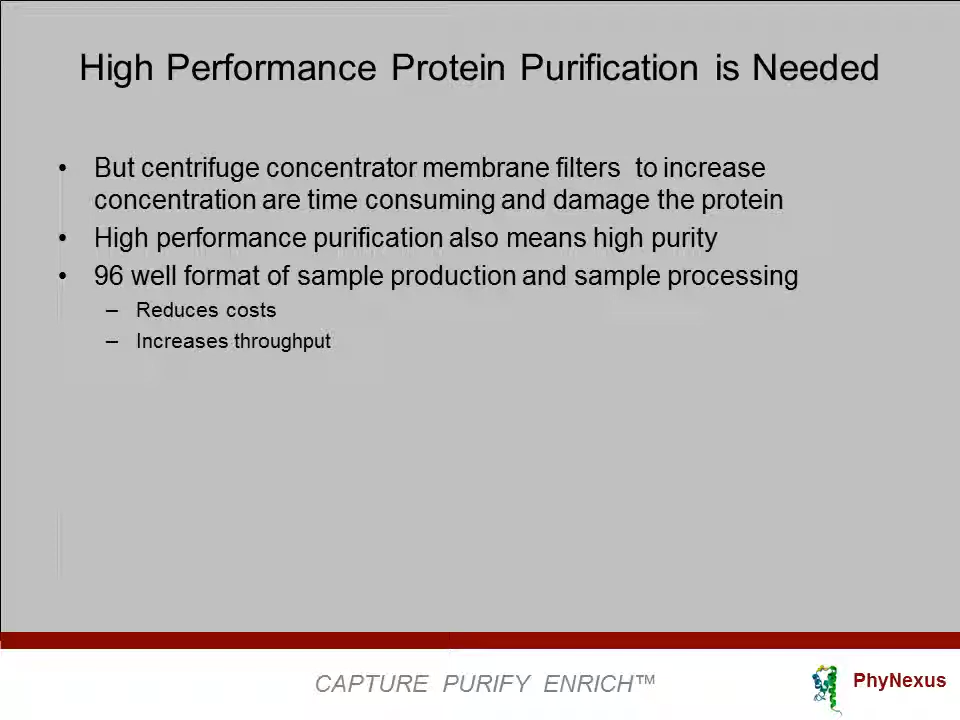 High Performance Protein Purification is Needed
• But centrifuge concentrator membrane filters  to increase
concentration are time consuming and damage the protein
• High performance purification also means high purity
• 96 well format of sample production and sample processing
– Reduces costs
– Increases throughput
CAPTURE  PURIFY  ENRICH™
PhyNexus